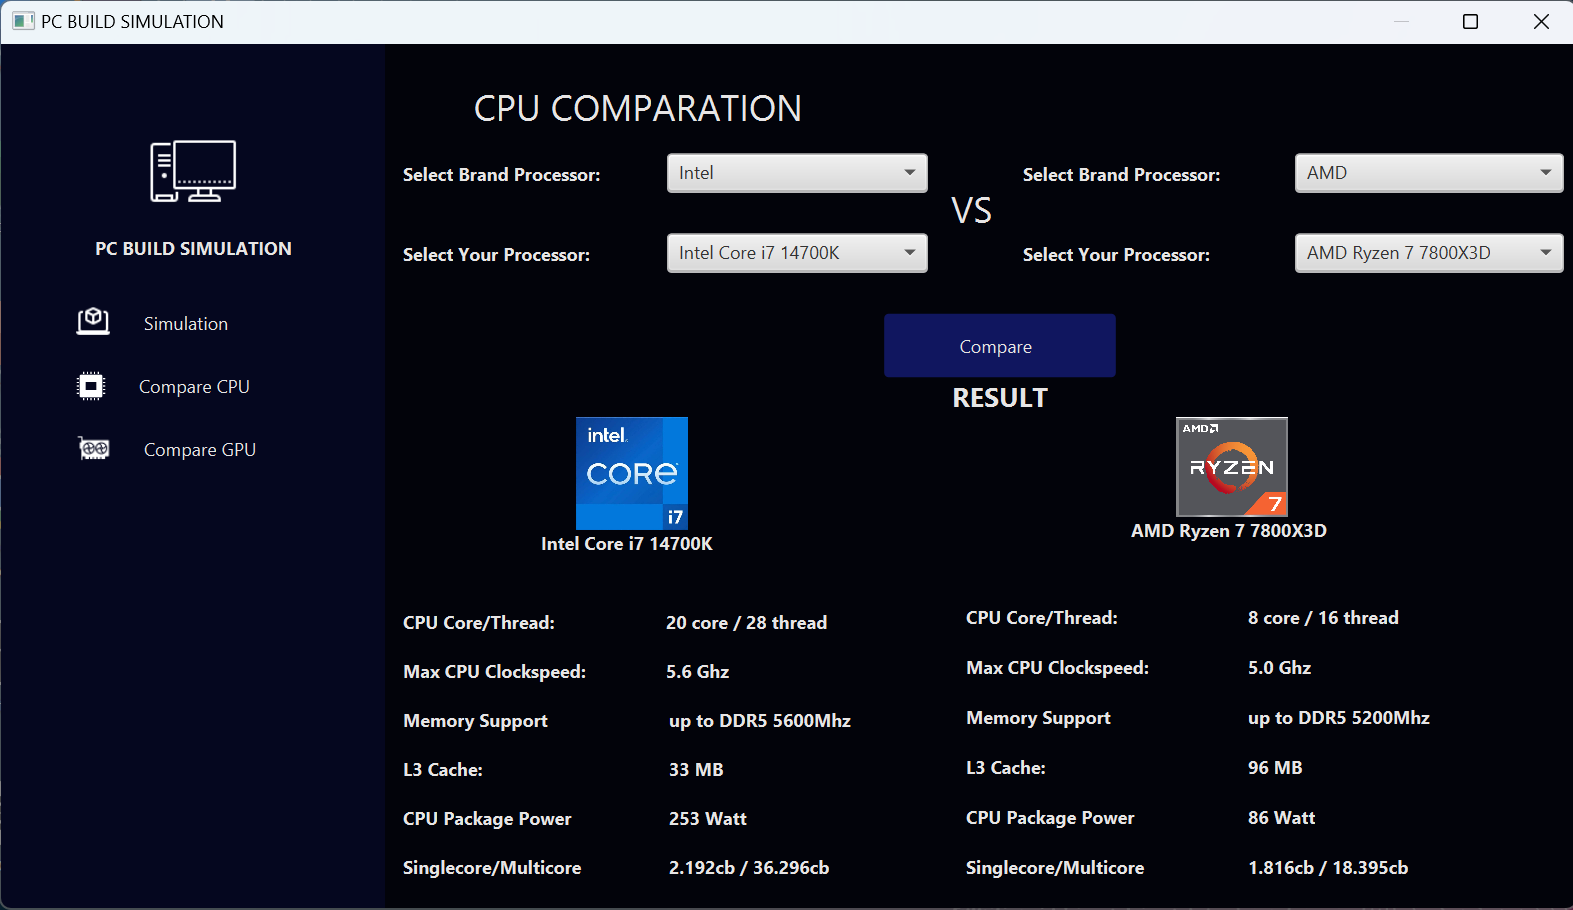 PC BUILD SIMULATION
PC BUILD SIMULATION
Simulation
Compare CPU
Compare GPU
CPU COMPARATION
Select Brand Processor: Intel
Select Your Processor: Intel Core i7 14700K
VS
Select Brand Processor: AMD
Select Your Processor: AMD Ryzen 7 7800X3D
Compare
RESULT
intel.
CORE
i7
Intel Core i7 14700K
CPU Core/Thread: 20 core / 28 thread
Max CPU Clockspeed: 5.6 Ghz
Memory Support up to DDR5 5600Mhz
L3 Cache: 33 MB
CPU Package Power 253 Watt
Singlecore/Multicore 2.192cb / 36.296cb
AMD
RYZEN
7
AMD Ryzen 7 7800X3D
CPU Core/Thread: 8 core / 16 thread
Max CPU Clockspeed: 5.0 Ghz
Memory Support up to DDR5 5200Mhz
L3 Cache: 96 MB
CPU Package Power 86 Watt
Singlecore/Multicore 1.816cb / 18.395cb